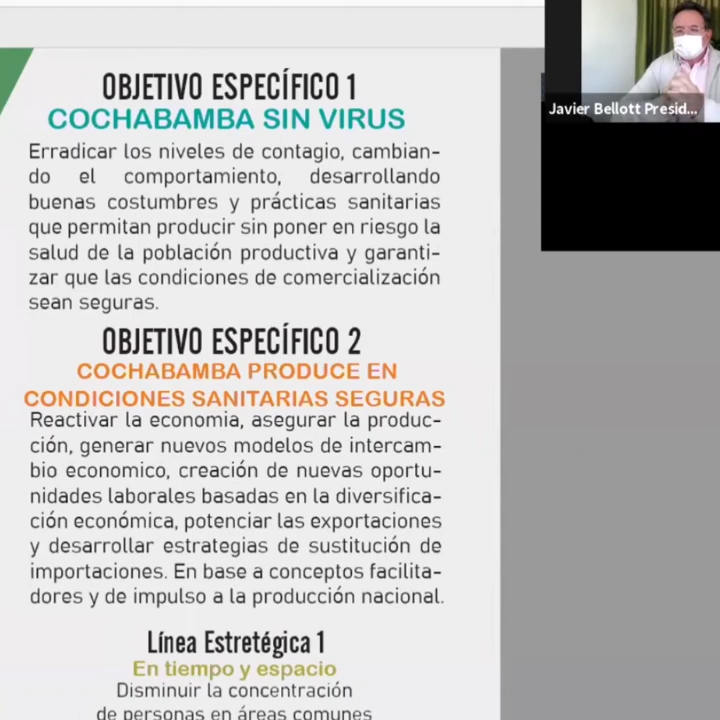 OBJETIVO ESPECÍFICO 1
COCHABAMBA SIN VIRUS
Erradicar los niveles de contagio, cambian-
do el comportamiento, desarrollando
buenas costumbres y prácticas sanitarias
que permitan producir sin poner en riesgo la
salud de la población productiva y garanti-
zar que las condiciones de comercialización
sean seguras.
OBJETIVO ESPECÍFICO 2
COCHABAMBA PRODUCE EN
CONDICIONES SANITARIAS SEGURAS
Reactivar la economia, asegurar la produc-
ción, generar nuevos modelos de intercam-
bio economico, creación de nuevas oportu-
nidades laborales basadas en la diversifica-
ción económica, potenciar las exportaciones
y desarrollar estrategias de sustitución de
importaciones. En base a conceptos facilita-
dores y de impulso a la producción nacional.
Línea Estretégica 1
En tiempo y espacio
Disminuir la concentración
de personas en áreas comunes
Javier Bellott Presid...